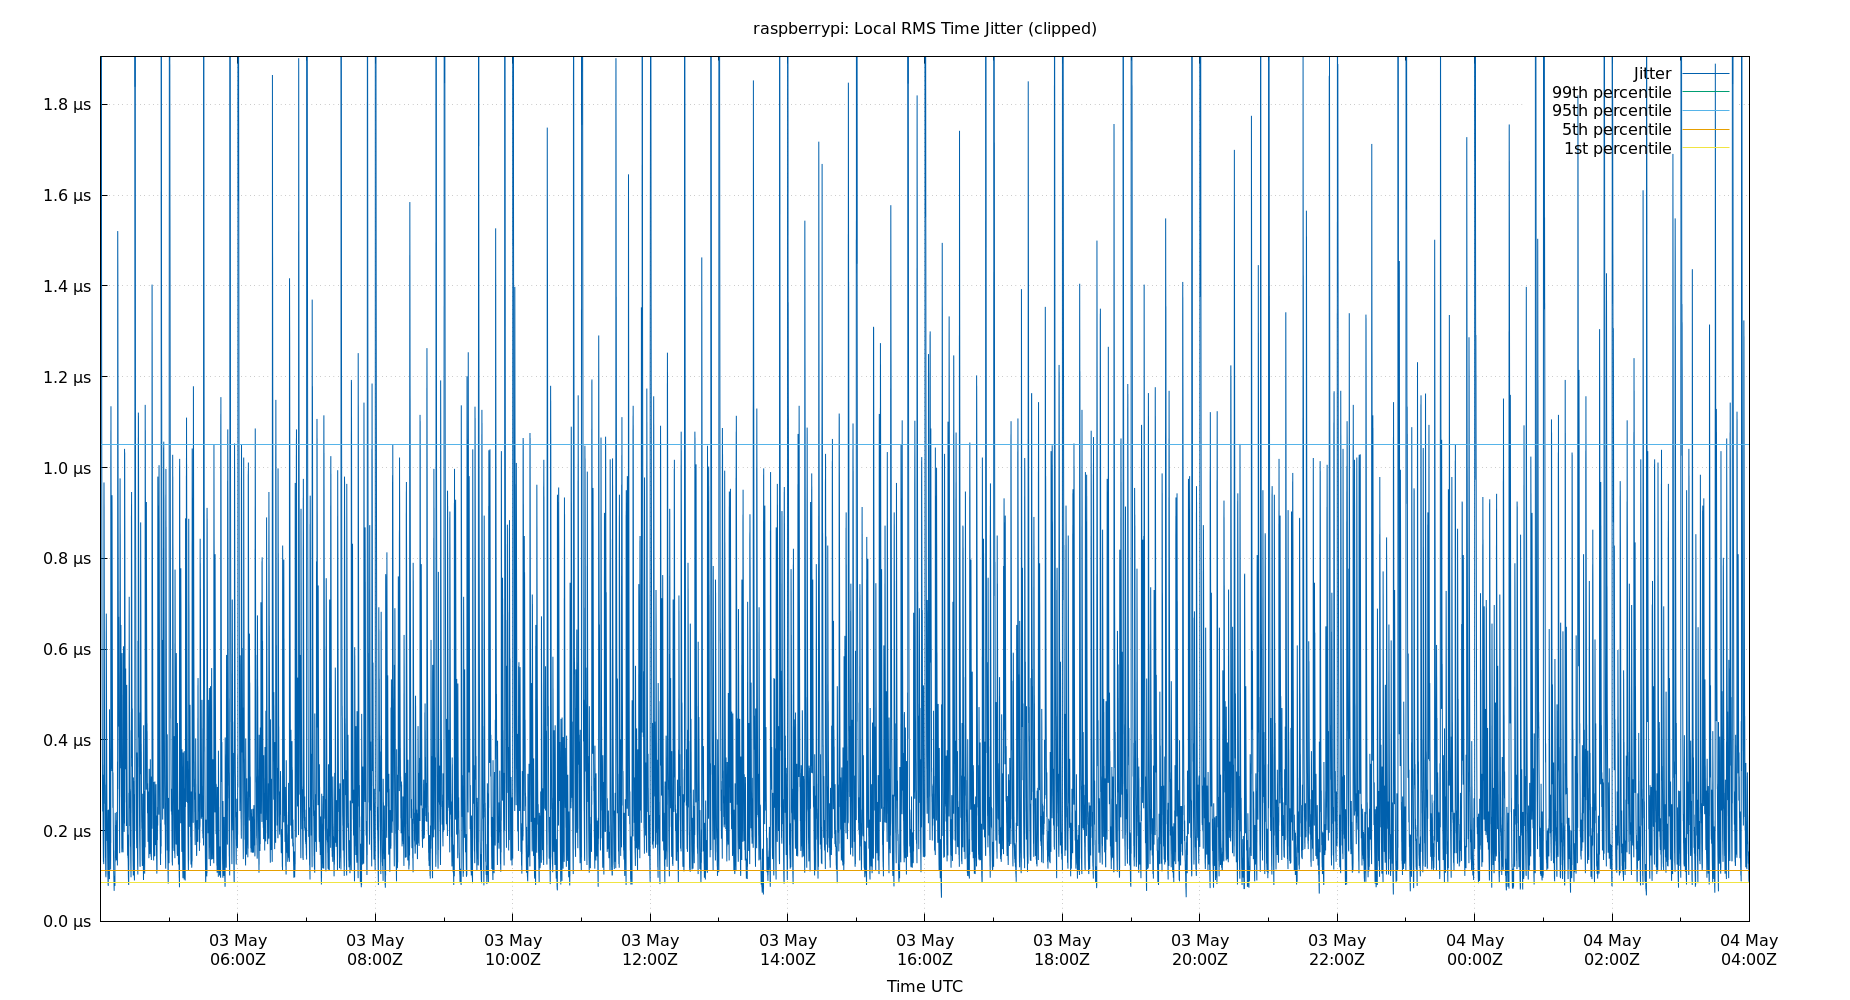 raspberrypi: Local RMS Time Jitter (clipped)
Jitter
99th percentile
95th percentile
5th percentile
1st percentile
1.8 µs
1.6 µs
1.4 µs
1.2 µs
1.0 µs
0.8 µs
0.6 µs
0.4 µs
0.2 µs
0.0 µs
03 May 03 May 03 May 03 May 03 May 03 May 03 May 03 May 03 May 04 May 04 May 04 May
06:00Z 08:00Z 10:00Z 12:00Z 14:00Z 16:00Z 18:00Z 20:00Z 22:00Z 00:00Z 02:00Z 04:00Z
Time UTC